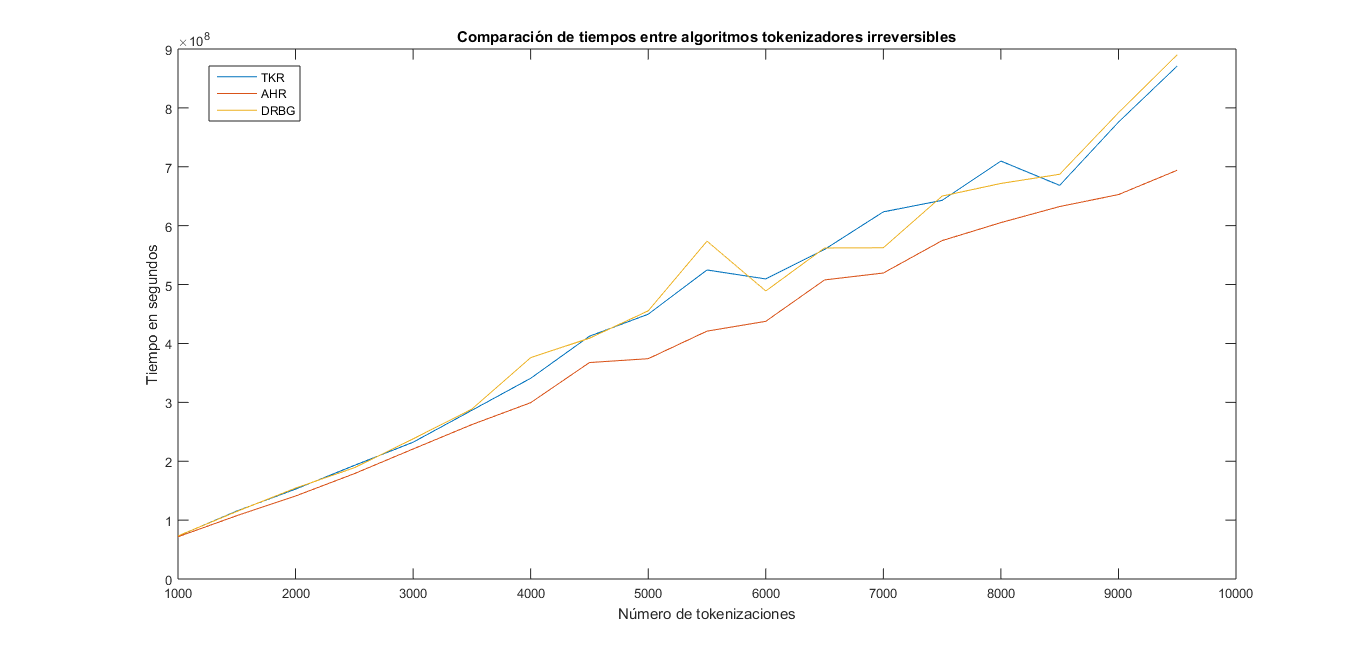 Comparación de tiempos entre algoritmos tokenizadores irreversibles
×10^8
9
8
7
6
5
4
3
2
1
0
TKR
AHR
DRBG
Tiempo en segundos
1000 2000 3000 4000 5000 6000 7000 8000 9000 10000
Número de tokenizaciones